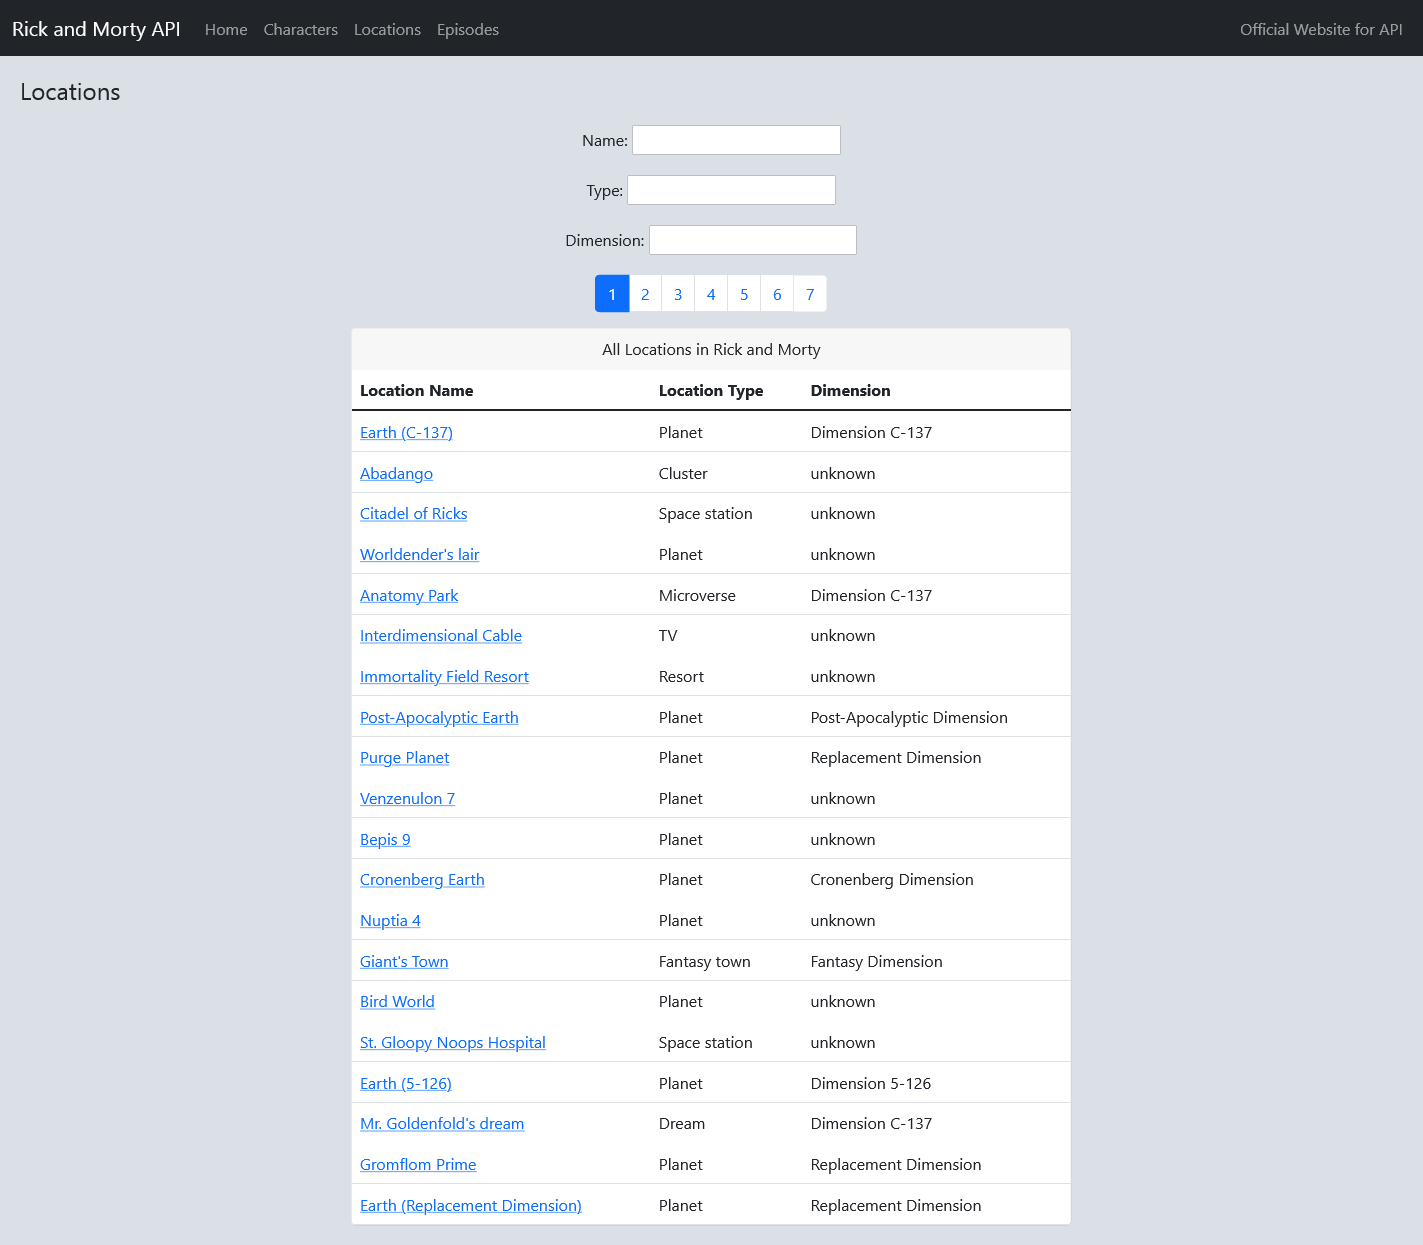 Rick and Morty API Home Characters Locations Episodes Official Website for API
Locations
Name:
Type:
Dimension:
1 2 3 4 5 6 7
All Locations in Rick and Morty
Location Name Location Type Dimension
Earth (C-137) Planet Dimension C-137
Abadango Cluster unknown
Citadel of Ricks Space station unknown
Worldender's lair Planet unknown
Anatomy Park Microverse Dimension C-137
Interdimensional Cable TV unknown
Immortality Field Resort Resort unknown
Post-Apocalyptic Earth Planet Post-Apocalyptic Dimension
Purge Planet Planet Replacement Dimension
Venzenulon 7 Planet unknown
Bepis 9 Planet unknown
Cronenberg Earth Planet Cronenberg Dimension
Nuptia 4 Planet unknown
Giant's Town Fantasy town Fantasy Dimension
Bird World Planet unknown
St. Gloopy Noops Hospital Space station unknown
Earth (5-126) Planet Dimension 5-126
Mr. Goldenfold's dream Dream Dimension C-137
Gromflom Prime Planet Replacement Dimension
Earth (Replacement Dimension) Planet Replacement Dimension